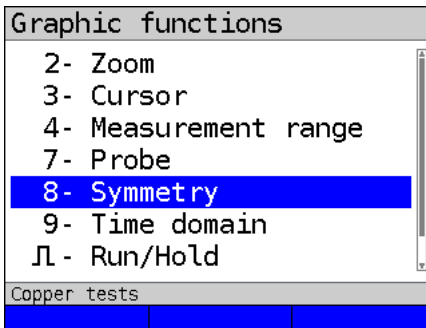 Graphic functions
2- Zoom
3- Cursor
4- Measurement range
7- Probe
8- Symmetry
9- Time domain
⎍- Run/Hold
Copper tests